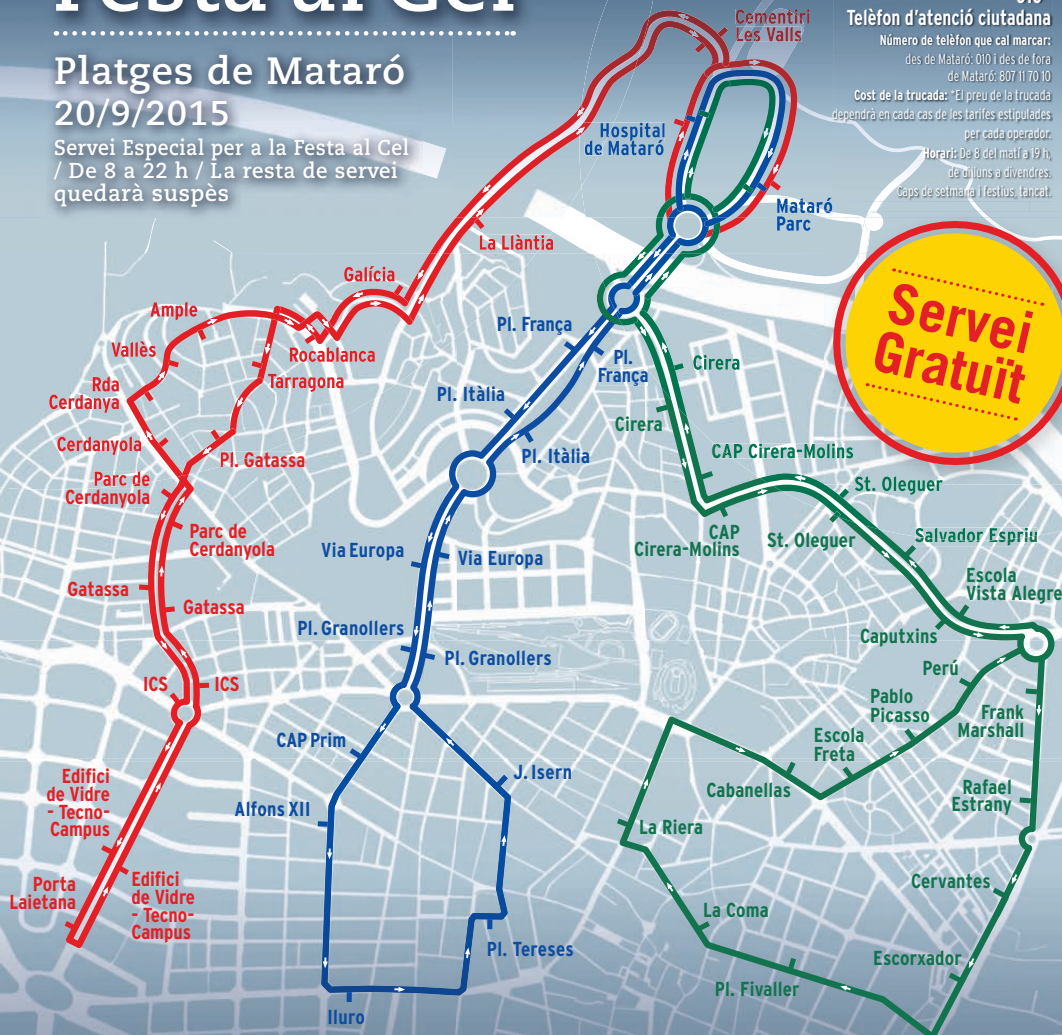 Festa al Cel
Platges de Mataró
20/9/2015
Servei Especial per a la Festa al Cel
/ De 8 a 22 h / La resta de servei
quedarà suspès
Telèfon d'atenció ciutadana
Número de telèfon que cal marcar:
des de Mataró: 010 i des de fora
de Mataró: 807 11 70 10
Cost de la trucada: *El preu de la trucada
dependrà en cada cas de les tarifes estipulades
per cada operador.
Horari: De 8 del matí a 19 h,
de dilluns a divendres.
Caps de setmana i festius, tancat.
Servei
Gratuït
Cementiri
Les Valls
Hospital
de Mataró
Mataró
Parc
La Llàntia
Galícia
Ample
Vallès
Rocablanca
Tarragona
Rda
Cerdanya
Cerdanyola
Pl. Gatassa
Parc de
Cerdanyola
Parc de
Cerdanyola
Gatassa
Gatassa
ICS
ICS
Edifici
de Vidre
- Tecno-
Campus
Porta
Laietana
Edifici
de Vidre
- Tecno-
Campus
Pl. França
Pl.
França
Pl. Itàlia
Pl. Itàlia
Via Europa
Via Europa
Pl. Granollers
Pl. Granollers
CAP Prim
J. Isern
Alfons XII
Pl. Tereses
Iluro
Cirera
Cirera
CAP Cirera-Molins
CAP
Cirera-Molins
St. Oleguer
St. Oleguer
Salvador Espriu
Escola
Vista Alegre
Caputxins
Perú
Pablo
Picasso
Frank
Marshall
Escola
Freta
Cabanellas
Rafael
Estrany
La Riera
Cervantes
La Coma
Escorxador
Pl. Fivaller